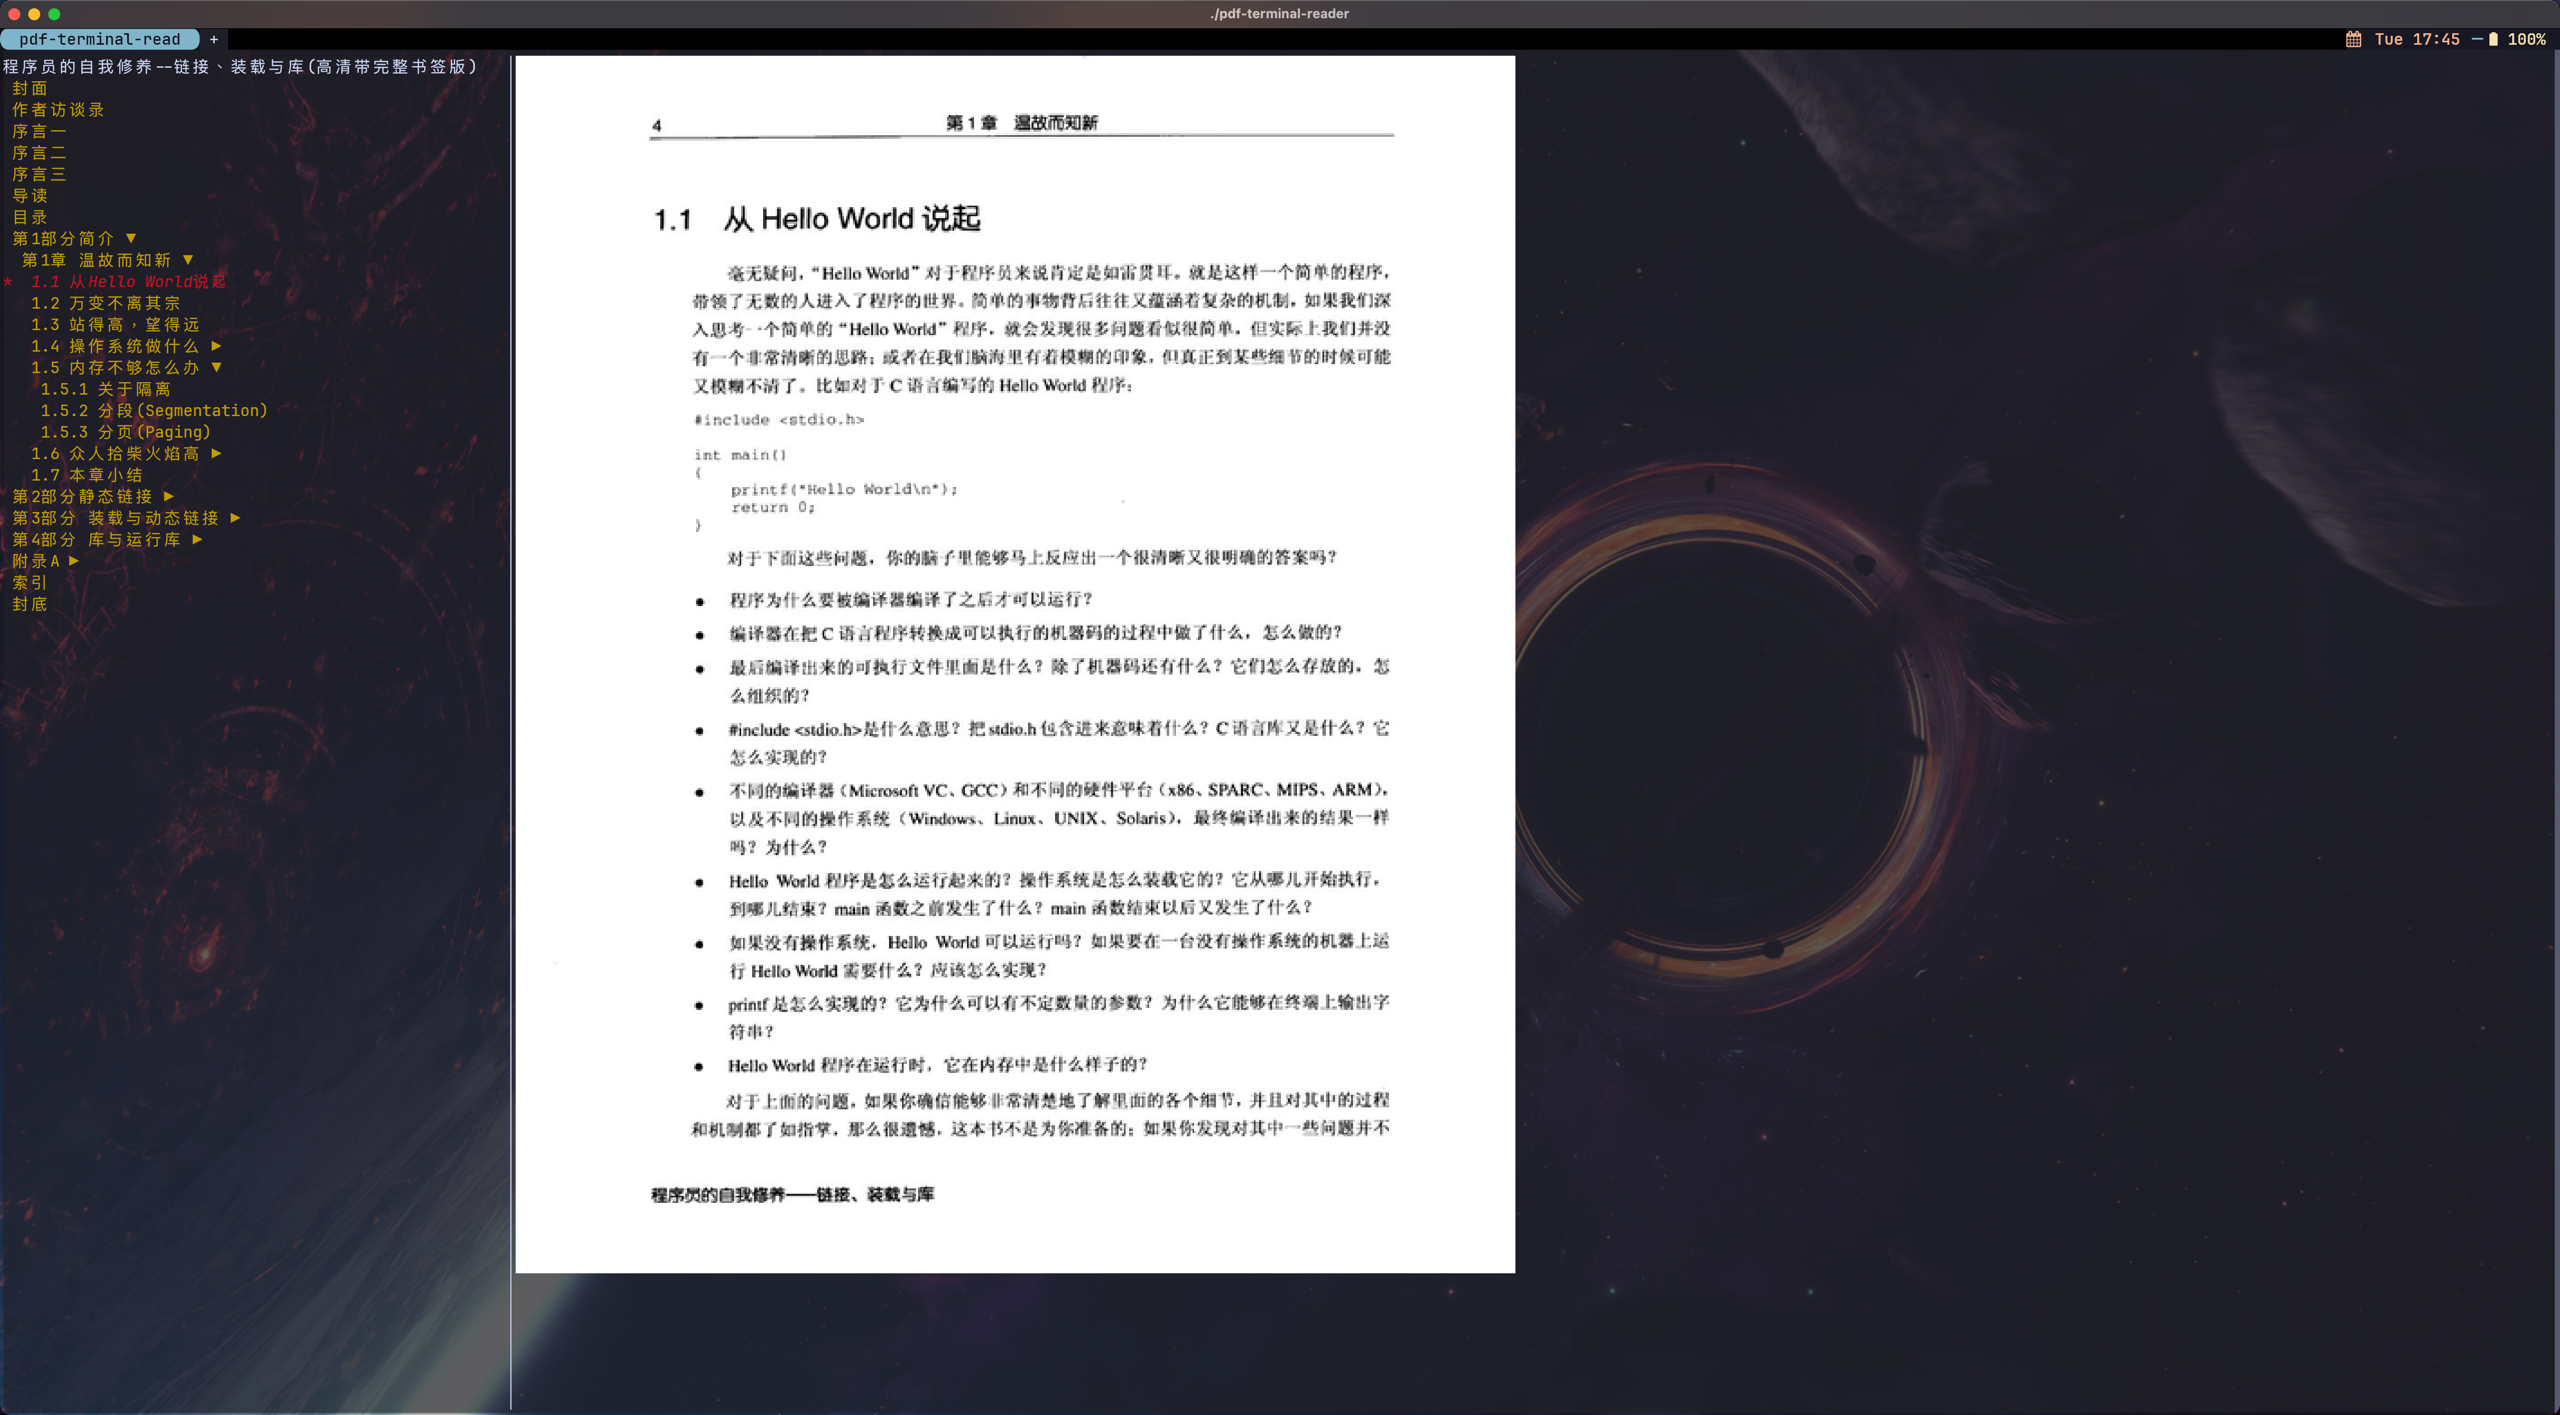 ./pdf-terminal-reader
pdf-terminal-read +
Tue 17:45 100%
程序员的自我修养--链接、装载与库(高清带完整书签版)
封面
作者访谈录
序言一
序言二
序言三
导读
目录
第1部分简介 ▼
第1章 温故而知新 ▼
* 1.1 从Hello World说起
1.2 万变不离其宗
1.3 站得高，望得远
1.4 操作系统做什么 ►
1.5 内存不够怎么办 ▼
1.5.1 关于隔离
1.5.2 分段(Segmentation)
1.5.3 分页(Paging)
1.6 众人拾柴火焰高 ►
1.7 本章小结
第2部分静态链接 ►
第3部分 装载与动态链接 ►
第4部分 库与运行库 ►
附录A ►
索引
封底
4 第1章 温故而知新
1.1 从 Hello World 说起
毫无疑问，“Hello World”对于程序员来说肯定是如雷贯耳。就是这样一个简单的程序，
带领了无数的人进入了程序的世界。简单的事物背后往往又蕴涵着复杂的机制，如果我们深
入思考一个简单的“Hello World”程序，就会发现很多问题看似很简单，但实际上我们并没
有一个非常清晰的思路；或者在我们脑海里有着模糊的印象，但真正到某些细节的时候可能
又模糊不清了。比如对于 C 语言编写的 Hello World 程序：
#include <stdio.h>
int main()
{
printf("Hello World\n");
return 0;
}
对于下面这些问题，你的脑子里能够马上反应出一个很清晰又很明确的答案吗？
● 程序为什么要被编译器编译了之后才可以运行？
● 编译器在把 C 语言程序转换成可以执行的机器码的过程中做了什么，怎么做的？
● 最后编译出来的可执行文件里面是什么？除了机器码还有什么？它们怎么存放的，怎
么组织的？
● #include <stdio.h>是什么意思？把 stdio.h 包含进来意味着什么？C 语言库又是什么？它
怎么实现的？
● 不同的编译器（Microsoft VC、GCC）和不同的硬件平台（x86、SPARC、MIPS、ARM），
以及不同的操作系统（Windows、Linux、UNIX、Solaris），最终编译出来的结果一样
吗？为什么？
● Hello World 程序是怎么运行起来的？操作系统是怎么装载它的？它从哪儿开始执行，
到哪儿结束？main 函数之前发生了什么？main 函数结束以后又发生了什么？
● 如果没有操作系统，Hello World 可以运行吗？如果要在一台没有操作系统的机器上运
行 Hello World 需要什么？应该怎么实现？
● printf 是怎么实现的？它为什么可以有不定数量的参数？为什么它能够在终端上输出字
符串？
● Hello World 程序在运行时，它在内存中是什么样子的？
对于上面的问题，如果你确信能够非常清楚地了解里面的各个细节，并且对其中的过程
和机制都了如指掌，那么很遗憾，这本书不是为你准备的；如果你发现对其中一些问题并不
程序员的自我修养——链接、装载与库